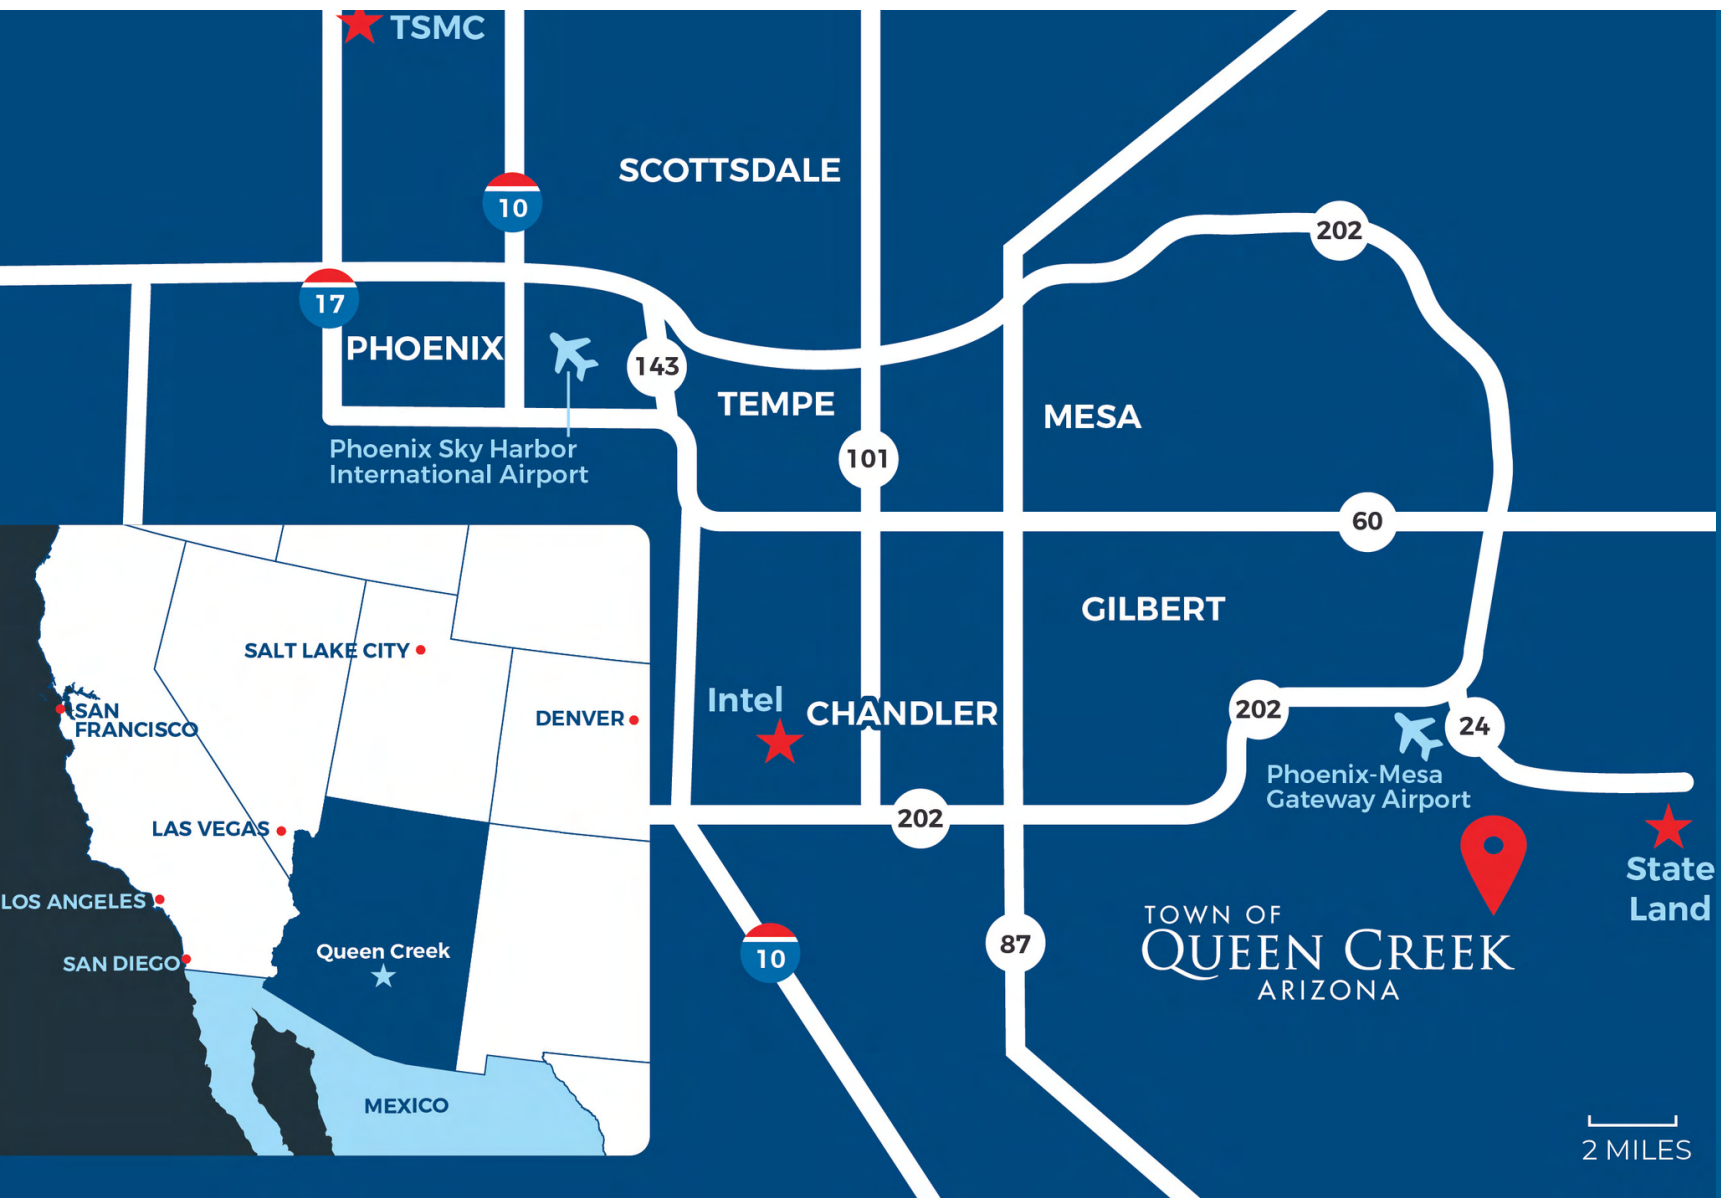 TSMC
SCOTTSDALE
10
202
17
PHOENIX
143
TEMPE
MESA
Phoenix Sky Harbor
International Airport
101
60
GILBERT
SALT LAKE CITY
SAN
FRANCISCO
DENVER
Intel
CHANDLER
202
24
Phoenix-Mesa
Gateway Airport
LAS VEGAS
202
State
Land
LOS ANGELES
SAN DIEGO
Queen Creek
10
87
TOWN OF
QUEEN CREEK
ARIZONA
MEXICO
2 MILES